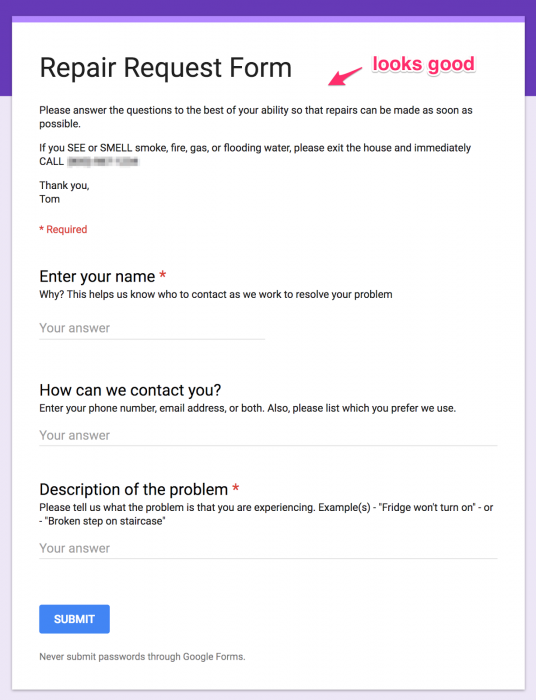 Repair Request Form
looks good
Please answer the questions to the best of your ability so that repairs can be made as soon as
possible.
If you SEE or SMELL smoke, fire, gas, or flooding water, please exit the house and immediately
CALL
Thank you,
Tom
* Required
Enter your name *
Why? This helps us know who to contact as we work to resolve your problem
Your answer
How can we contact you?
Enter your phone number, email address, or both. Also, please list which you prefer we use.
Your answer
Description of the problem *
Please tell us what the problem is that you are experiencing. Example(s) - "Fridge won't turn on" - or
- "Broken step on staircase"
Your answer
SUBMIT
Never submit passwords through Google Forms.